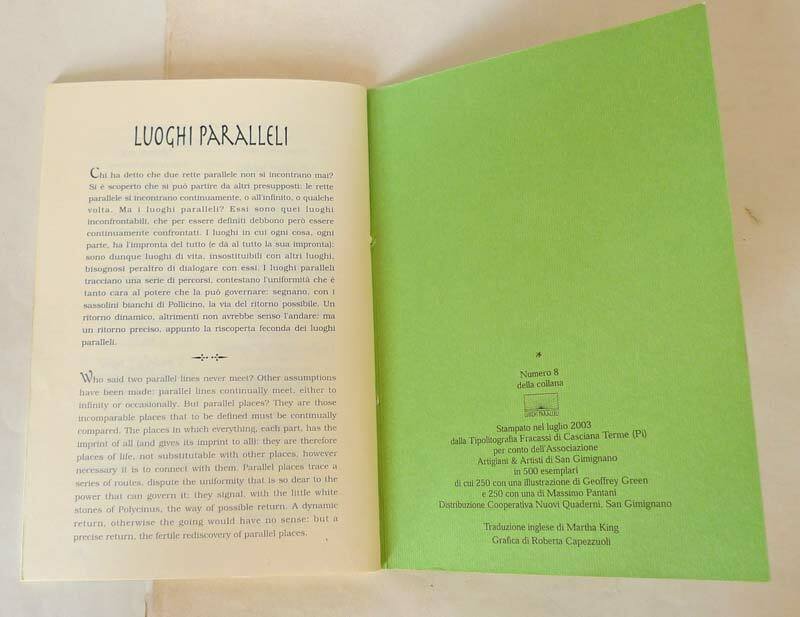 LUOGHI PARALLELI
Chi ha detto che due rette parallele non si incontrano mai?
Si è scoperto che si può partire da altri presupposti: le rette
parallele si incontrano continuamente, o all'infinito, o qualche
volta. Ma i luoghi paralleli? Essi sono quei luoghi
inconfrontabili, che per essere definiti debbono però essere
continuamente confrontati. I luoghi in cui ogni cosa, ogni
parte, ha l'impronta del tutto (e dà al tutto la sua impronta):
sono dunque luoghi di vita, insostituibili con altri luoghi,
bisognosi peraltro di dialogare con essi. I luoghi paralleli
tracciano una serie di percorsi, contestano l'uniformità che è
tanto cara al potere che la può governare: segnano, con i
sassolini bianchi di Pollicino, la via del ritorno possibile. Un
ritorno dinamico, altrimenti non avrebbe senso l'andare: ma
un ritorno preciso, appunto la riscoperta feconda dei luoghi
paralleli.
Who said two parallel lines never meet? Other assumptions
have been made: parallel lines continually meet, either to
infinity or occasionally. But parallel places? They are those
incomparable places that to be defined must be continually
compared. The places in which everything, each part, has the
imprint of all (and gives its imprint to all): they are therefore
places of life, not substitutable with other places, however
necessary it is to connect with them. Parallel places trace a
series of routes, dispute the uniformity that is so dear to the
power that can govern it: they signal, with the little white
stones of Polycinus, the way of possible return. A dynamic
return, otherwise the going would have no sense: but a
precise return, the fertile rediscovery of parallel places.
Numero 8
della collana
LUOGHI PARALLELI
Stampato nel luglio 2003
dalla Tipolitografia Fracassi di Casciana Terme (Pi)
per conto dell'Associazione
Artigiani & Artisti di San Gimignano
in 500 esemplari
di cui 250 con una illustrazione di Geoffrey Green
e 250 con una di Massimo Pantani
Distribuzione Cooperativa Nuovi Quaderni, San Gimignano
Traduzione inglese di Martha King
Grafica di Roberta Capezzuoli